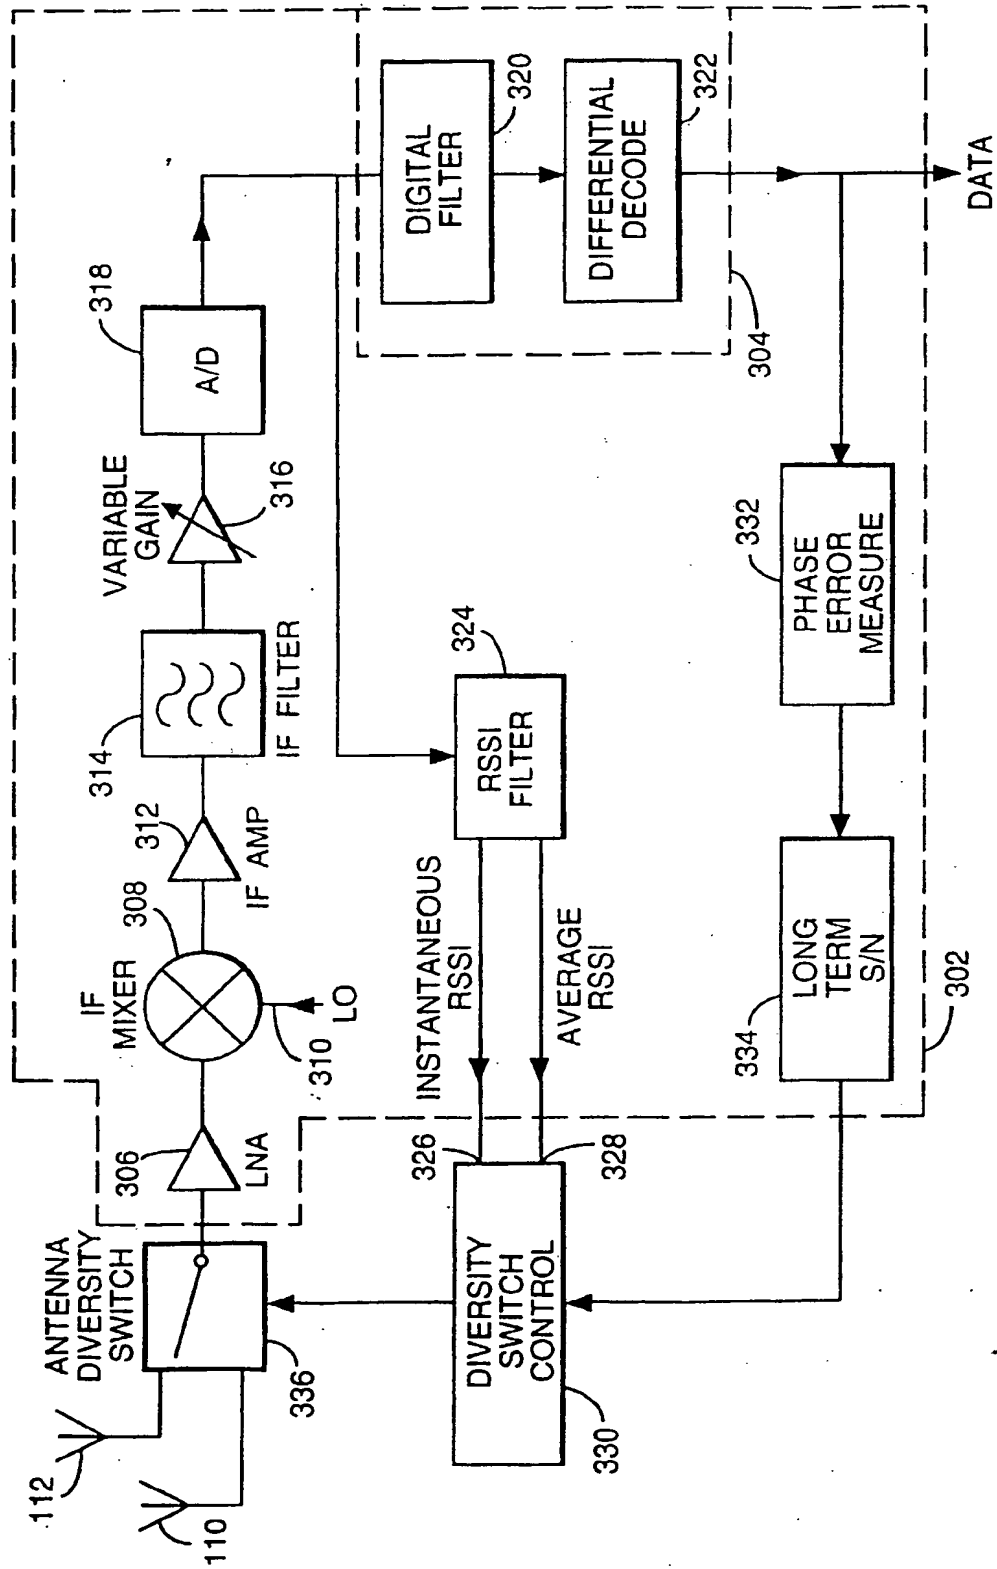 112
110
ANTENNA
DIVERSITY
SWITCH
336
306
LNA
IF
MIXER
308
310
LO
312
IF AMP
314
IF FILTER
VARIABLE
GAIN
316
318
A/D
DIGITAL
FILTER
320
DIFFERENTIAL
DECODE
322
304
DATA
RSSI
FILTER
324
INSTANTANEOUS
RSSI
AVERAGE
RSSI
326
328
DIVERSITY
SWITCH
CONTROL
330
PHASE
ERROR
MEASURE
332
LONG
TERM
S/N
334
302